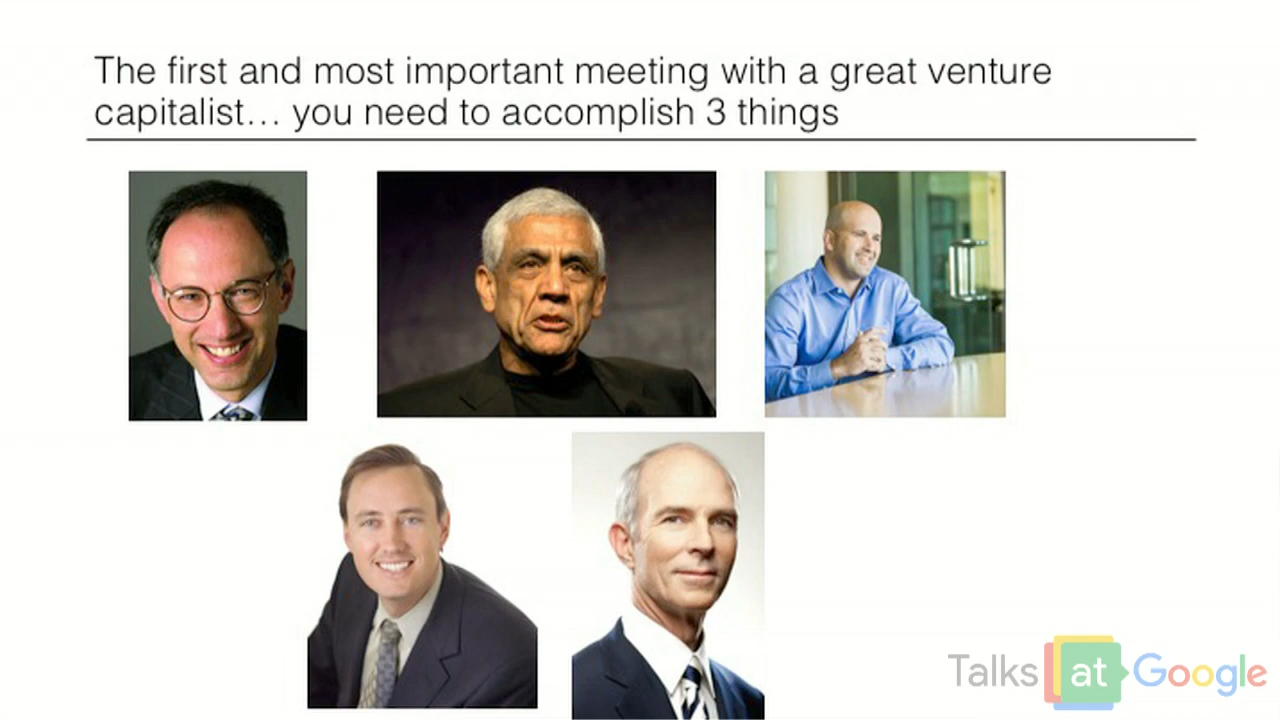 The first and most important meeting with a great venture
capitalist… you need to accomplish 3 things
Talks at Google